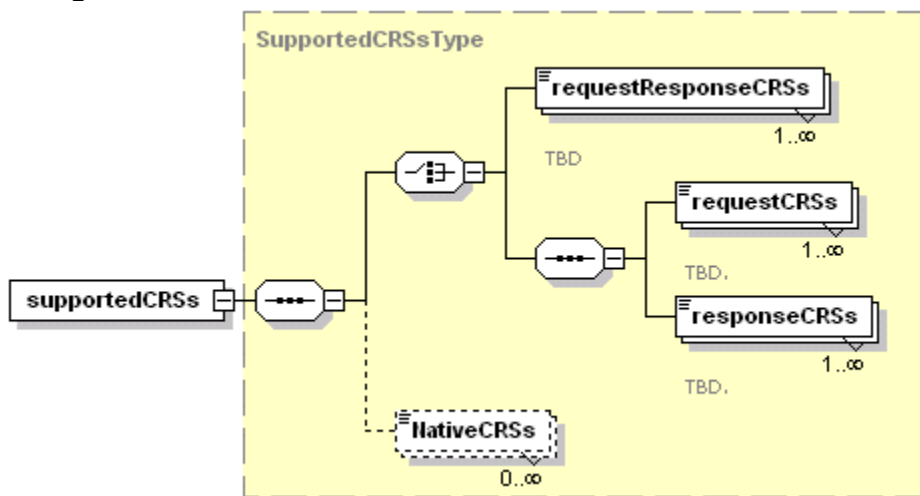 SupportedCRSsType
requestResponseCRSs
1..∞
TBD
requestCRSs
1..∞
TBD.
supportedCRSs
responseCRSs
1..∞
TBD.
NativeCRSs
0..∞